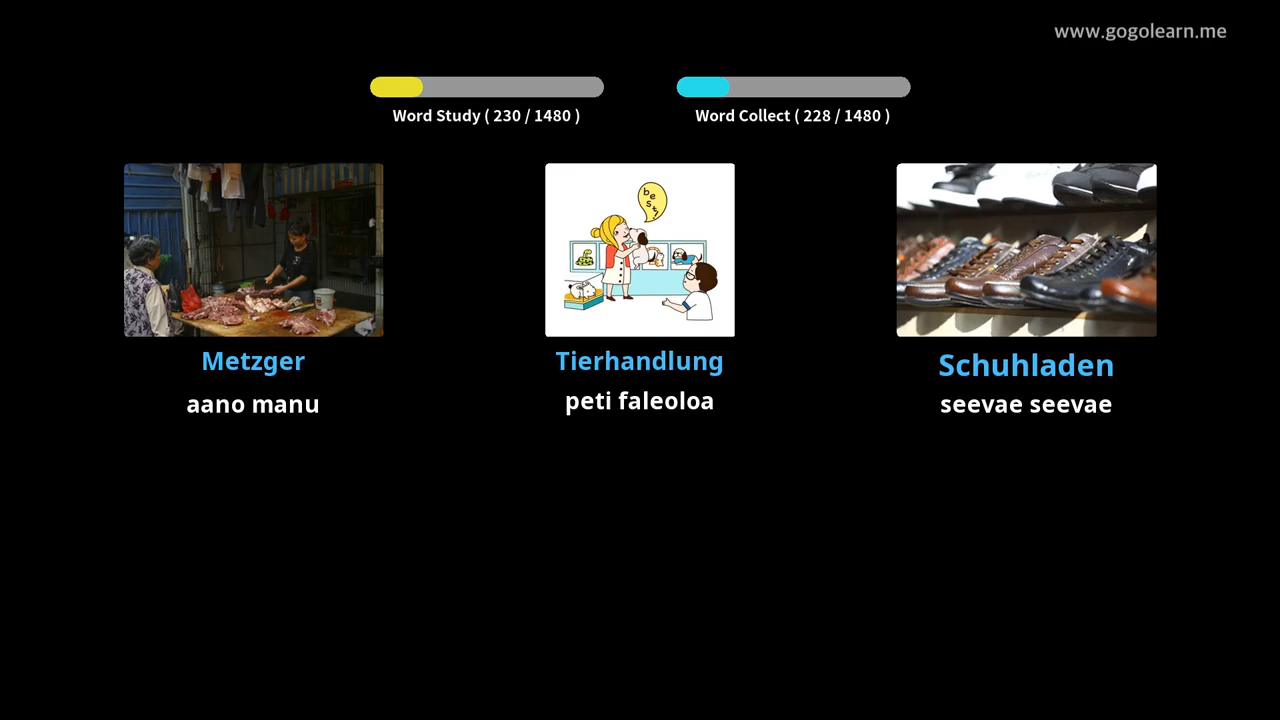 www.gogolearn.me
Word Study ( 230 / 1480 )
Word Collect ( 228 / 1480 )
best
Metzger
Tierhandlung
Schuhladen
aano manu
peti faleoloa
seevae seevae